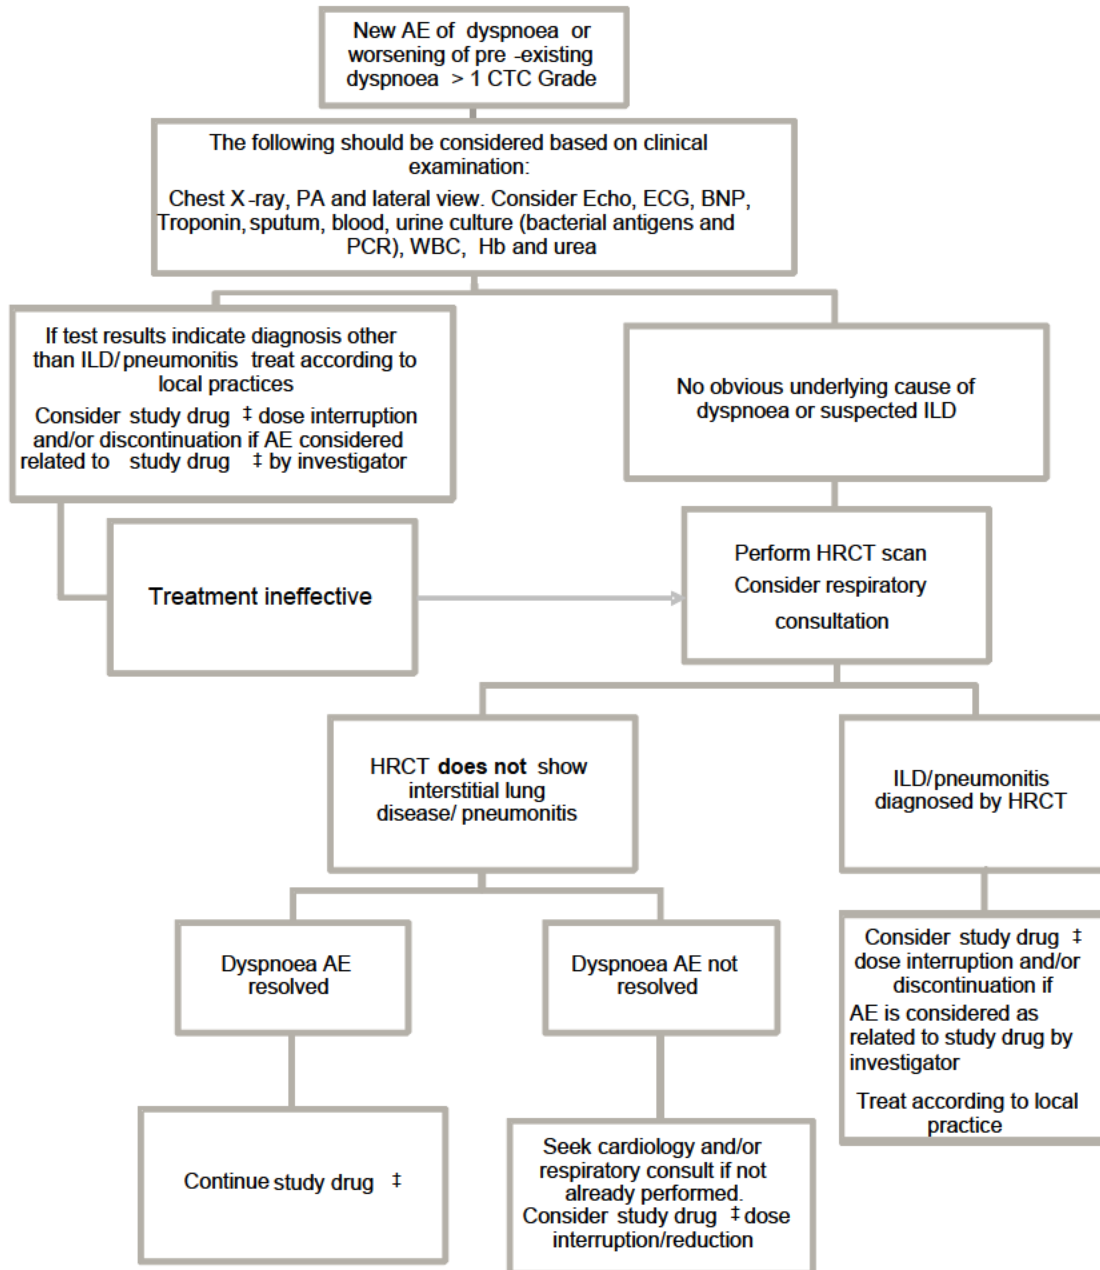 New AE of dyspnoea or
worsening of pre -existing
dyspnoea > 1 CTC Grade
The following should be considered based on clinical
examination:
Chest X -ray, PA and lateral view. Consider Echo, ECG, BNP,
Troponin, sputum, blood, urine culture (bacterial antigens and
PCR), WBC, Hb and urea
If test results indicate diagnosis other
than ILD/pneumonitis treat according to
local practices
Consider study drug ‡ dose interruption
and/or discontinuation if AE considered
related to study drug ‡ by investigator
No obvious underlying cause of
dyspnoea or suspected ILD
Treatment ineffective
Perform HRCT scan
Consider respiratory
consultation
HRCT does not show
interstitial lung
disease/ pneumonitis
ILD/pneumonitis
diagnosed by HRCT
Dyspnoea AE
resolved
Dyspnoea AE not
resolved
Consider study drug ‡
dose interruption and/or
discontinuation if
AE is considered as
related to study drug by
investigator
Treat according to local
practice
Continue study drug ‡
Seek cardiology and/or
respiratory consult if not
already performed.
Consider study drug ‡ dose
interruption/reduction